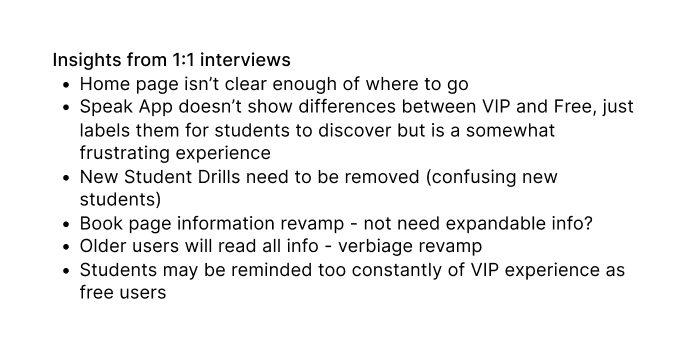 Insights from 1:1 interviews
• Home page isn’t clear enough of where to go
• Speak App doesn’t show differences between VIP and Free, just
labels them for students to discover but is a somewhat
frustrating experience
• New Student Drills need to be removed (confusing new
students)
• Book page information revamp - not need expandable info?
• Older users will read all info - verbiage revamp
• Students may be reminded too constantly of VIP experience as
free users